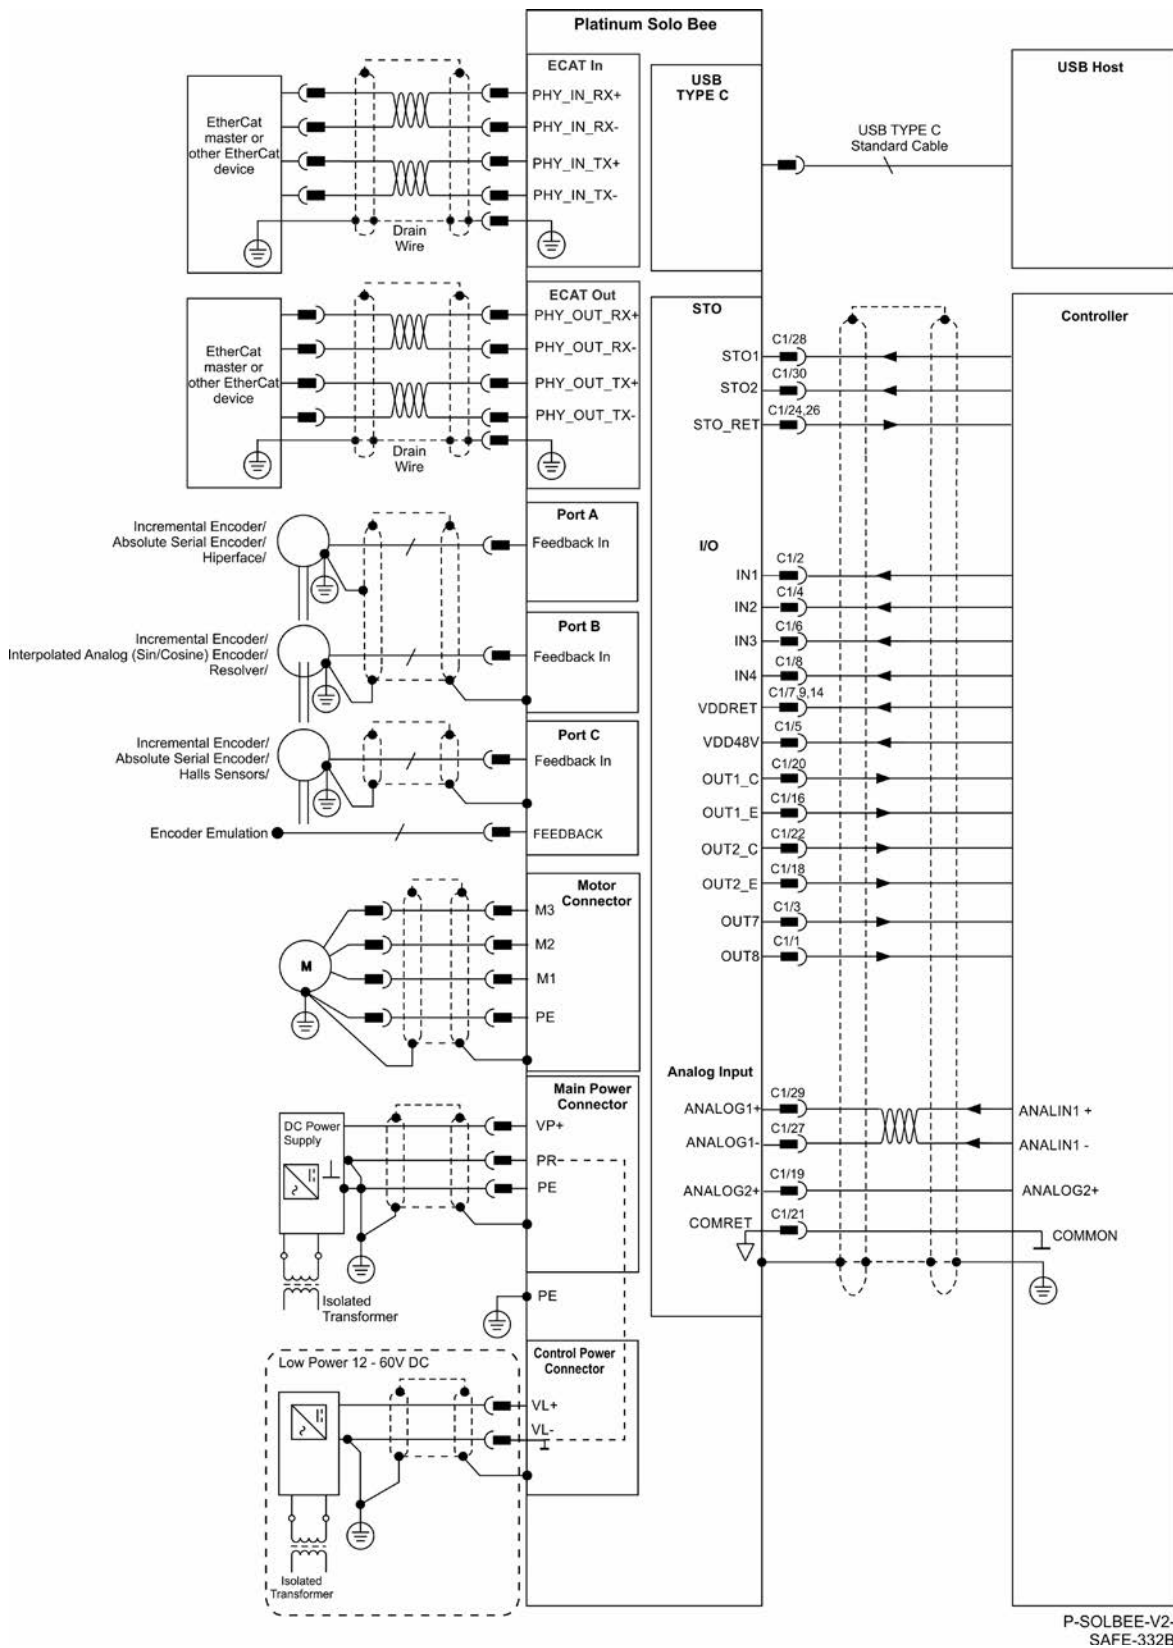 Platinum Solo Bee
ECAT In
PHY_IN_RX+
PHY_IN_RX-
PHY_IN_TX+
PHY_IN_TX-
EtherCat
master or
other EtherCat
device
Drain
Wire
USB
TYPE C
USB TYPE C
Standard Cable
USB Host
ECAT Out
PHY_OUT_RX+
PHY_OUT_RX-
PHY_OUT_TX+
PHY_OUT_TX-
EtherCat
master or
other EtherCat
device
Drain
Wire
Port A
Feedback In
Incremental Encoder/
Absolute Serial Encoder/
Hiperface/
Port B
Feedback In
Incremental Encoder/
Interpolated Analog (Sin/Cosine) Encoder/
Resolver/
Port C
Feedback In
Incremental Encoder/
Absolute Serial Encoder/
Halls Sensors/
Encoder Emulation
FEEDBACK
Motor
Connector
M3
M2
M1
PE
M
Main Power
Connector
VP+
PR
PE
DC Power
Supply
Isolated
Transformer
PE
Control Power
Connector
VL+
VL-
Low Power 12 - 60V DC
Isolated
Transformer
STO
Controller
STO1
C1/28
STO2
C1/30
STO_RET
C1/24,26
I/O
IN1
C1/2
IN2
C1/4
IN3
C1/6
IN4
C1/8
VDDRET
C1/7,9,14
VDD48V
C1/5
OUT1_C
C1/20
OUT1_E
C1/16
OUT2_C
C1/22
OUT2_E
C1/18
OUT7
C1/3
OUT8
C1/1
Analog Input
ANALOG1+
C1/29
ANALIN1 +
ANALOG1-
C1/27
ANALIN1 -
ANALOG2+
C1/19
ANALOG2+
COMRET
C1/21
COMMON
P-SOLBEE-V2-
SAFE-332B